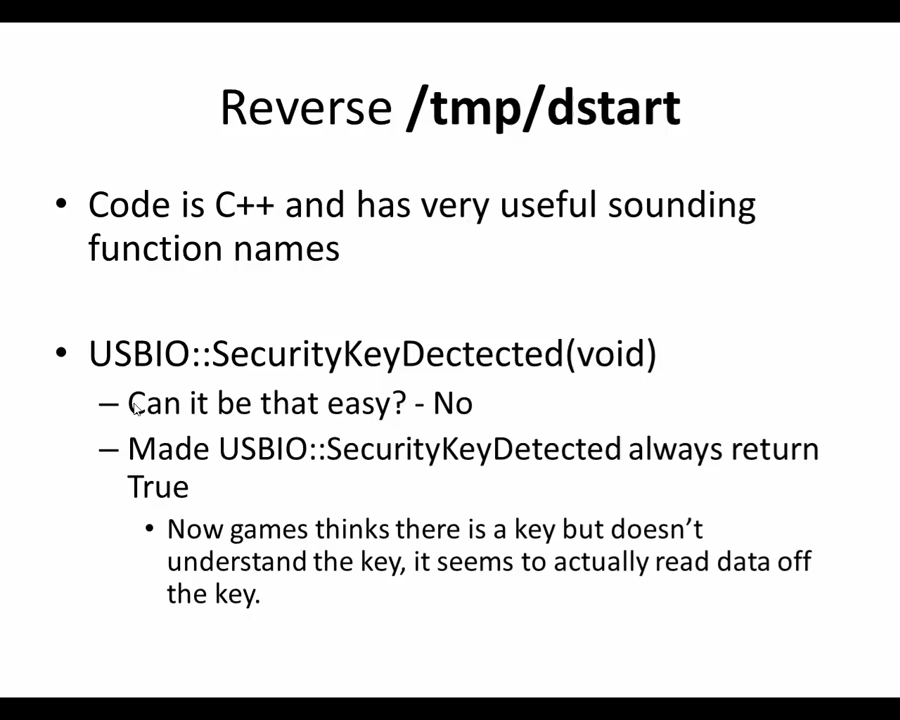 Reverse /tmp/dstart
• Code is C++ and has very useful sounding
function names
• USBIO::SecurityKeyDectected(void)
– Can it be that easy? - No
– Made USBIO::SecurityKeyDetected always return
True
• Now games thinks there is a key but doesn’t
understand the key, it seems to actually read data off
the key.